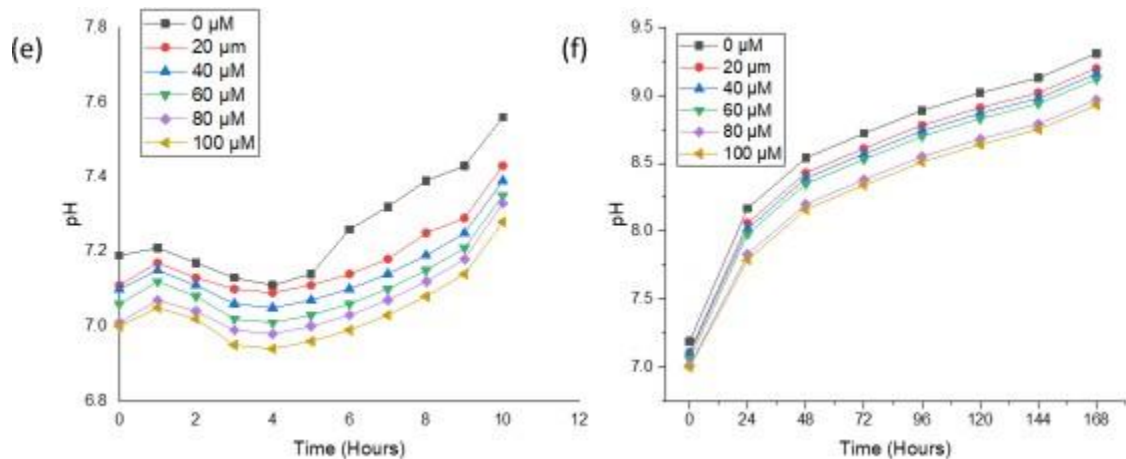 (e)
7.8
7.6
7.4
7.2
7.0
6.8
pH
0 µM
20 µm
40 µM
60 µM
80 µM
100 µM
0
2
4
6
8
10
12
Time (Hours)
(f)
9.5
9.0
8.5
8.0
7.5
7.0
pH
0 µM
20 µm
40 µM
60 µM
80 µM
100 µM
0
24
48
72
96
120
144
168
Time (Hours)